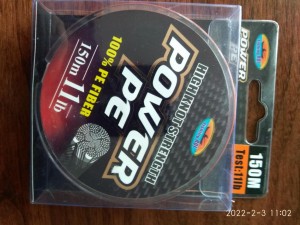 HIGH KNOT STRENGTH
POWER
PE
100% PE FIBER
150m 11lb
POWER
150M
Test:11lb
2022-2-3 11:02